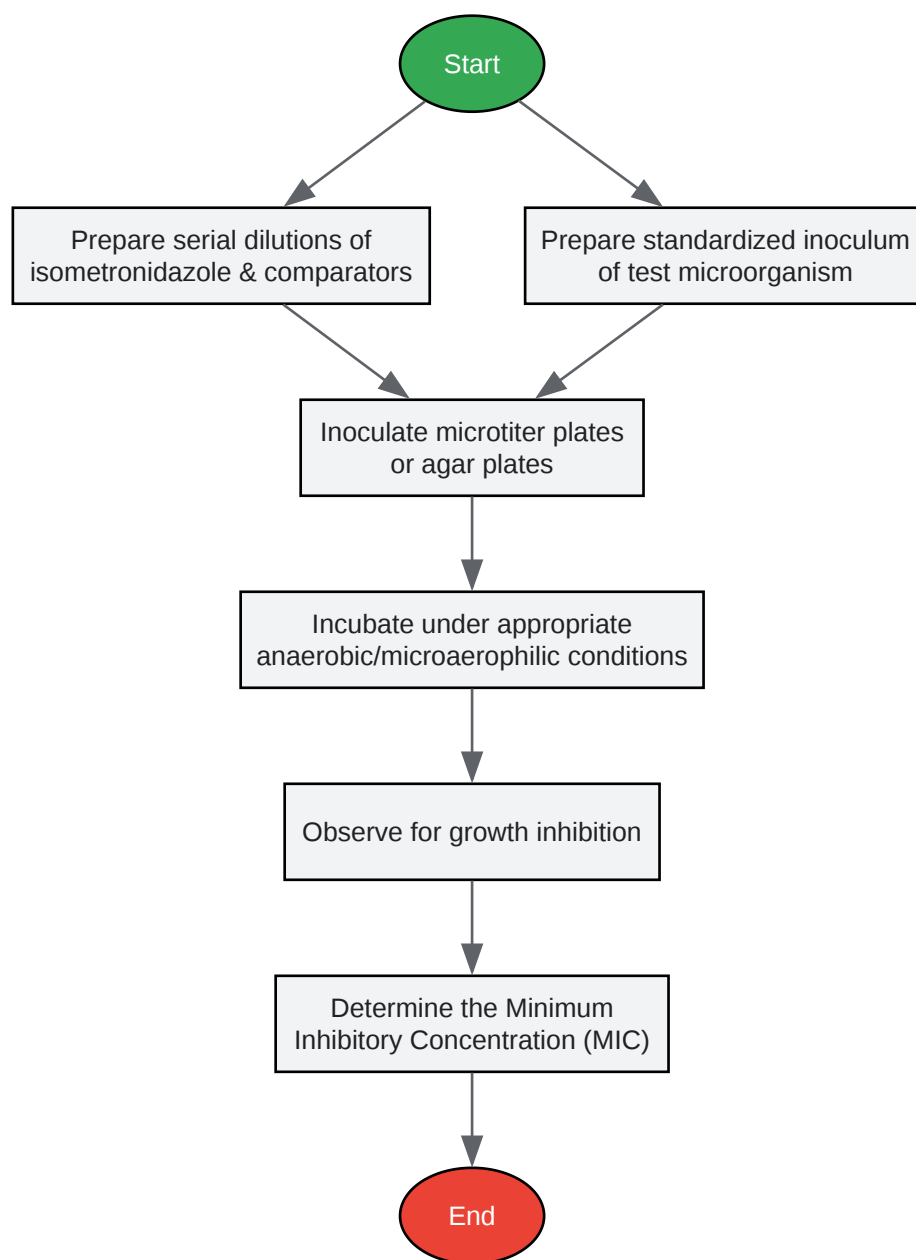 Start
Prepare serial dilutions of
isometronidazole & comparators
Prepare standardized inoculum
of test microorganism
Inoculate microtiter plates
or agar plates
Incubate under appropriate
anaerobic/microaerophilic conditions
Observe for growth inhibition
Determine the Minimum
Inhibitory Concentration (MIC)
End